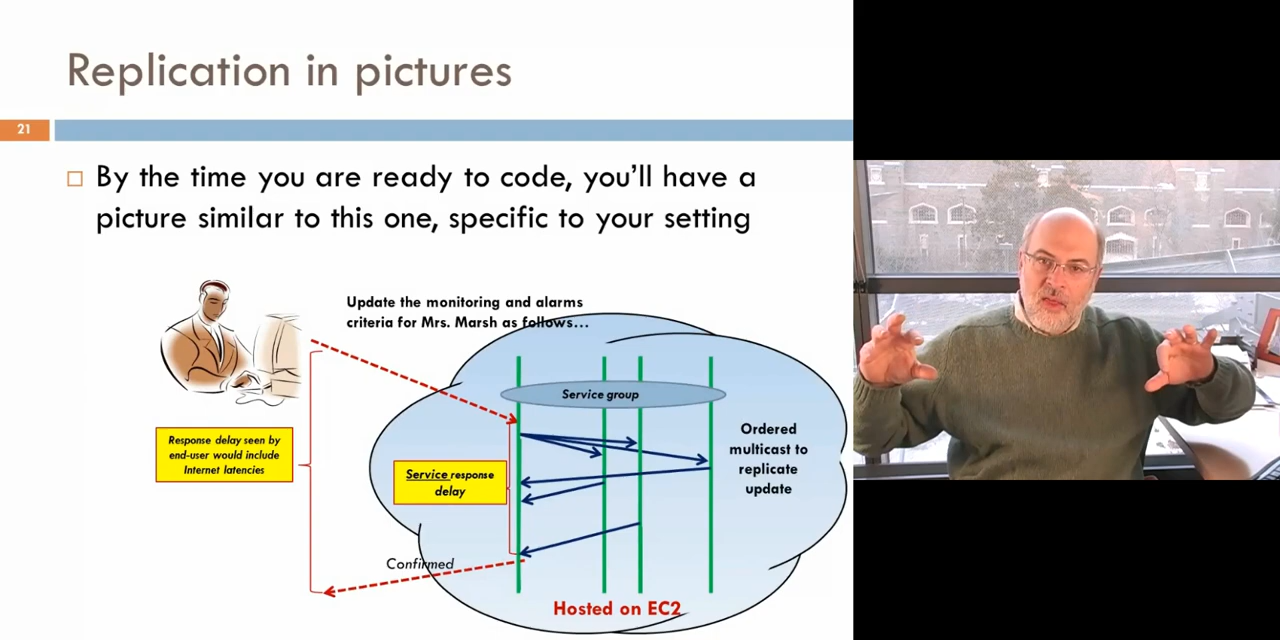 Replication in pictures
21
By the time you are ready to code, you’ll have a
picture similar to this one, specific to your setting
Update the monitoring and alarms
criteria for Mrs. Marsh as follows…
Service group
Response delay seen by
end-user would include
Internet latencies
Service response
delay
Ordered
multicast to
replicate
update
Confirmed
Hosted on EC2